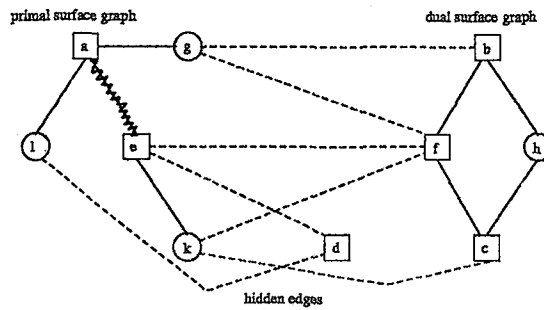 primal surface graph
dual surface graph
a
g
b
l
e
f
h
k
d
c
hidden edges